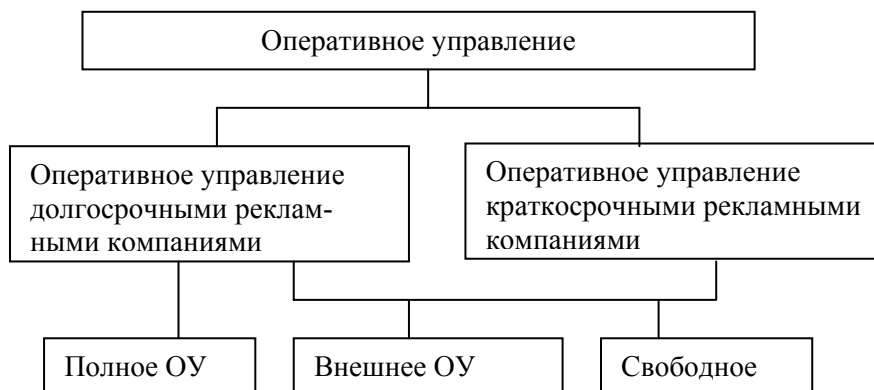 Оперативное управление
Оперативное управление
долгосрочными реклам-
ными компаниями
Оперативное управление
краткосрочными рекламными
компаниями
Полное ОУ
Внешнее ОУ
Свободное